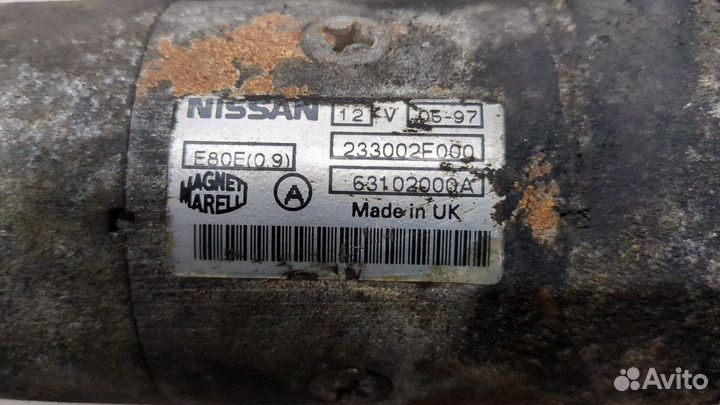 NISSAN 12 V 05-97
E80E(0.9) 233002F000
MAGNETI MARELLI A 63102000A
Made in UK
Avito